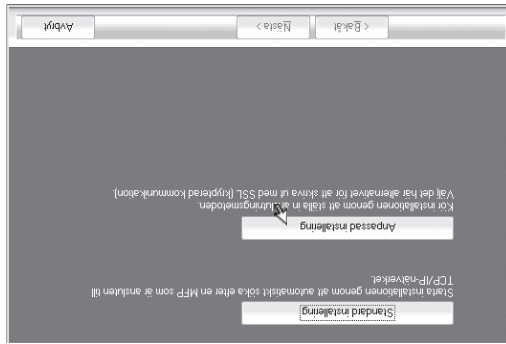 Standard installering
Starta installationen genom att automatiskt söka efter en MFP som är ansluten till
TCP/IP-nätverket.
Anpassad installering
Kör installationen genom att ställa in anslutningsmetoden.
Välj det här alternativet för att skriva ut med SSL (krypterad kommunikation).
< Bakåt
Nästa >
Avbryt